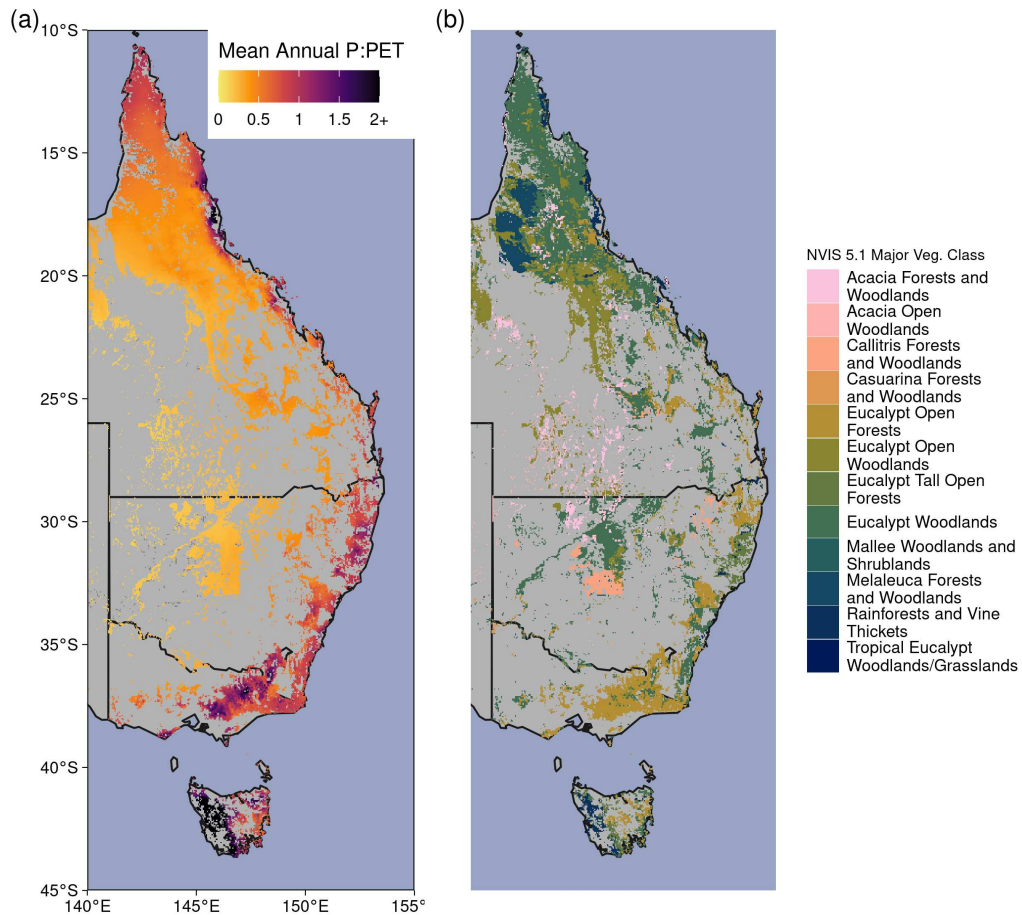 (a)
(b)
10°S
15°S
20°S
25°S
30°S
35°S
40°S
45°S
140°E
145°E
150°E
155°
Mean Annual P:PET
0 0.5 1 1.5 2+
NVIS 5.1 Major Veg. Class
Acacia Forests and
Woodlands
Acacia Open
Woodlands
Callitris Forests
and Woodlands
Casuarina Forests
and Woodlands
Eucalypt Open
Forests
Eucalypt Open
Woodlands
Eucalypt Tall Open
Forests
Eucalypt Woodlands
Mallee Woodlands and
Shrublands
Melaleuca Forests
and Woodlands
Rainforests and Vine
Thickets
Tropical Eucalypt
Woodlands/Grasslands